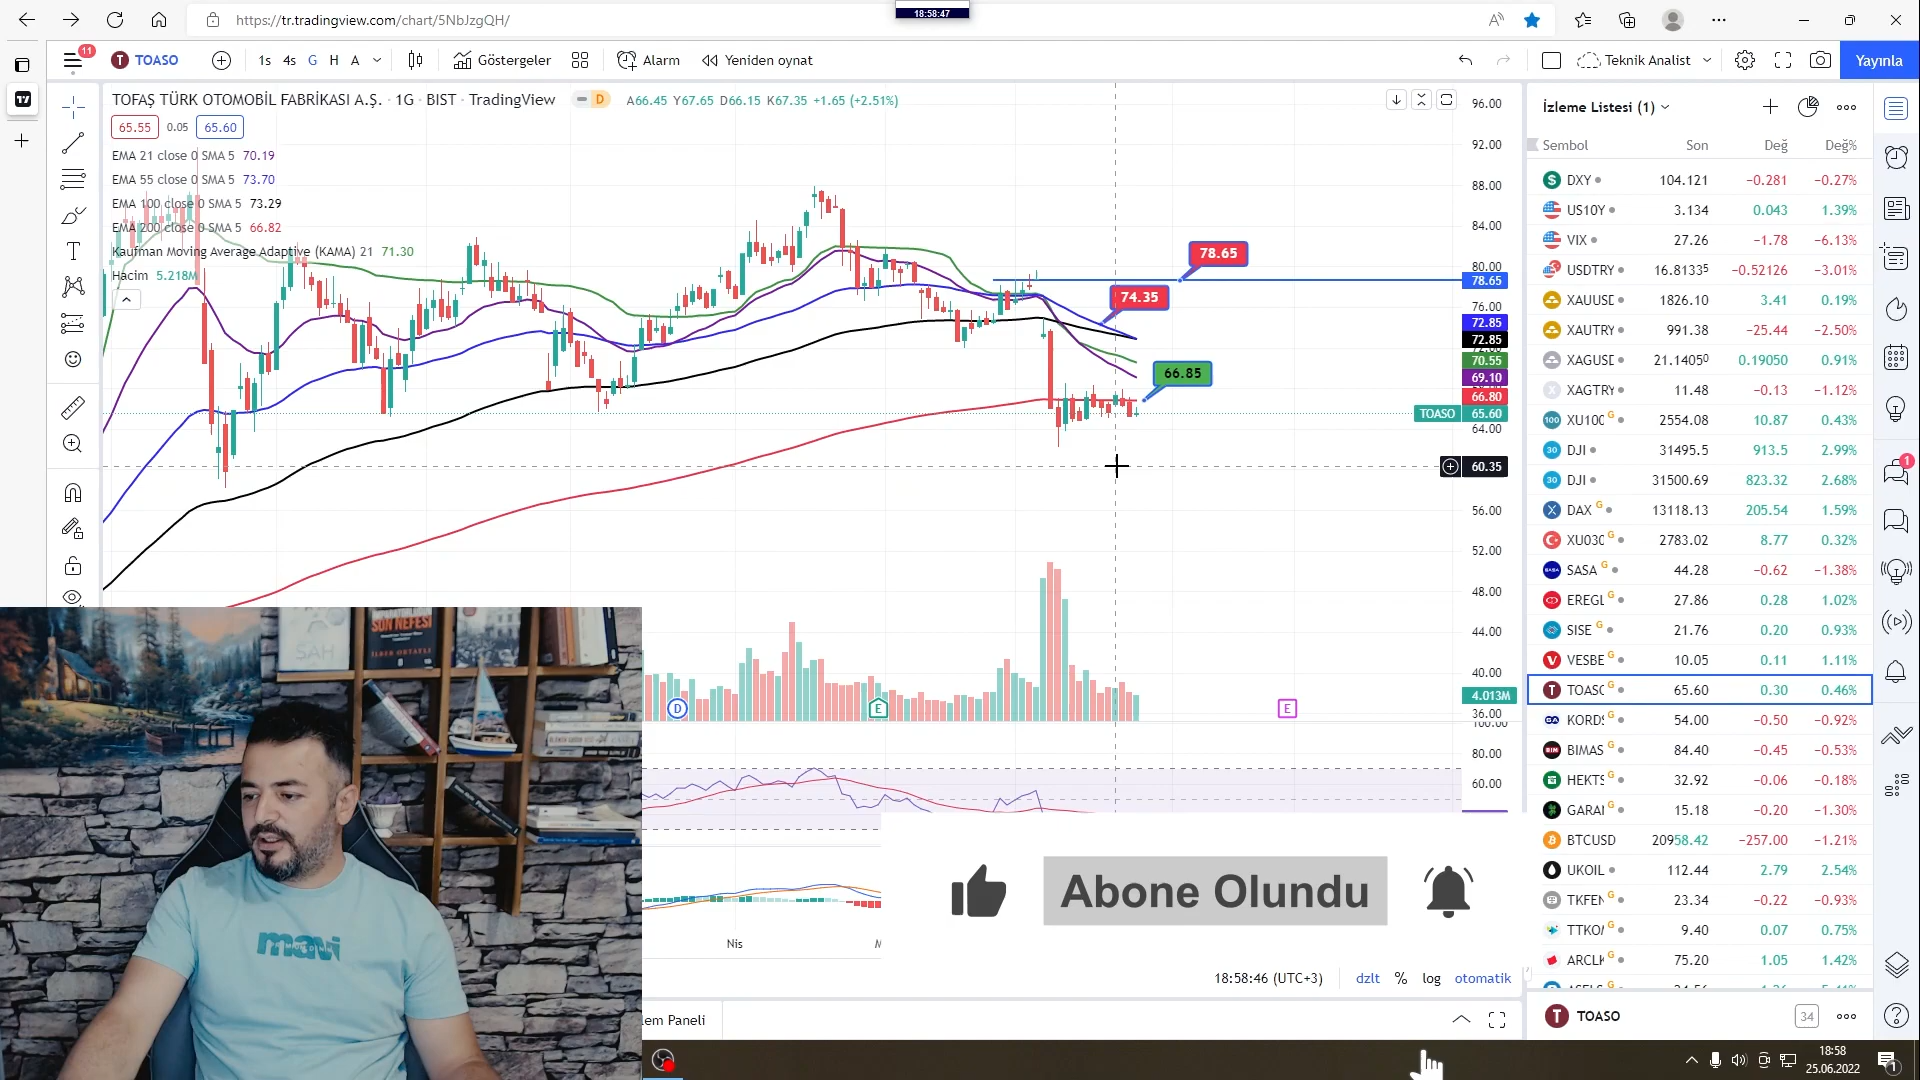 18:58:47
https://tr.tradingview.com/chart/5NbJzgQH/
11
TOASO
1s 4s G H A
Göstergeler
Alarm
Yeniden oynat
Teknik Analist
Yayınla
TOFAŞ TÜRK OTOMOBİL FABRİKASI A.Ş. · 1G · BIST · TradingView
D
A66.45 Y67.65 D66.15 K67.35 +1.65 (+2.51%)
65.55 0.05 65.60
EMA 21 close 0 SMA 5 70.19
EMA 55 close 0 SMA 5 73.70
EMA 100 close 0 SMA 5 73.29
EMA 200 close 0 SMA 5 66.82
Kaufman Moving Average Adaptive (KAMA) 21 71.30
Hacim 5.218M
78.65
74.35
66.85
96.00
92.00
88.00
84.00
80.00
78.65
76.00
72.85
72.85
70.55
69.10
66.80
TOASO 65.60
64.00
60.35
56.00
52.00
48.00
44.00
40.00
4.013M
36.00
100.00
80.00
60.00
D
E
E
Nis
İzleme Listesi (1)
Sembol Son Değ Değ%
DXY 104.121 −0.281 −0.27%
US10Y 3.134 0.043 1.39%
VIX 27.26 −1.78 −6.13%
USDTRY 16.81335 −0.52126 −3.01%
XAUUSE 1826.10 3.41 0.19%
XAUTRY 991.38 −25.44 −2.50%
XAGUSE 21.14050 0.19050 0.91%
XAGTRY 11.48 −0.13 −1.12%
100 XU100 G 2554.08 10.87 0.43%
30 DJI 31495.5 913.5 2.99%
30 DJI 31500.69 823.32 2.68%
DAX G 13118.13 205.54 1.59%
XU030 G 2783.02 8.77 0.32%
SASA SASA G 44.28 −0.62 −1.38%
EREGL G 27.86 0.28 1.02%
SISE G 21.76 0.20 0.93%
VESBE G 10.05 0.11 1.11%
T TOASO G 65.60 0.30 0.46%
KORDS G 54.00 −0.50 −0.92%
BIM BIMAS G 84.40 −0.45 −0.53%
HEKTS G 32.92 −0.06 −0.18%
GARAI G 15.18 −0.20 −1.30%
BTCUSD 20958.42 −257.00 −1.21%
UKOIL 112.44 2.79 2.54%
TKFEN G 23.34 −0.22 −0.93%
TTKOM G 9.40 0.07 0.75%
ARCLK G 75.20 1.05 1.42%
T TOASO 34
1
SON NEFESİ
İLBER ORTAYLI
mavi
Abone Olundu
18:58:46 (UTC+3) dzlt % log otomatik
lem Paneli
18:58
25.06.2022
1